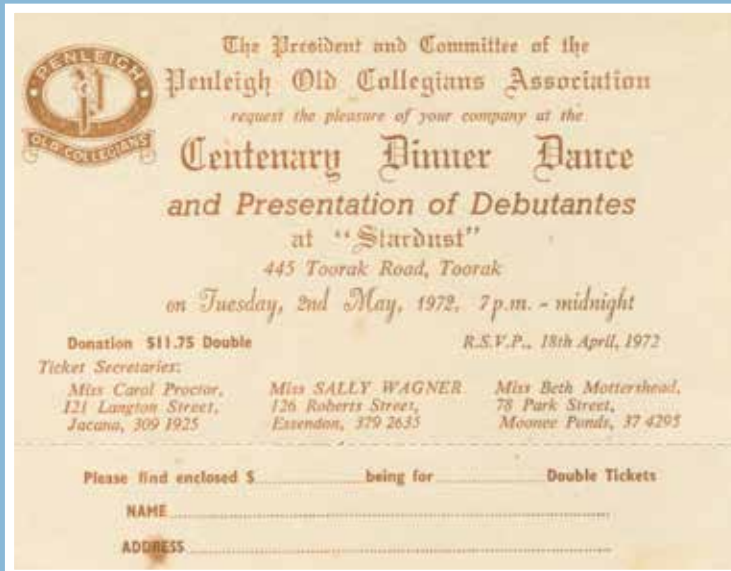 PENLEIGH
OLD COLLEGIANS
The President and Committee of the
Penleigh Old Collegians Association
request the pleasure of your company at the
Centenary Dinner Dance
and Presentation of Debutantes
at "Stardust"
445 Toorak Road, Toorak
on Tuesday, 2nd May, 1972, 7p.m. - midnight
Donation $11.75 Double R.S.V.P., 18th April, 1972
Ticket Secretaries:
Miss Carol Proctor, Miss SALLY WAGNER Miss Beth Mottershead,
121 Langton Street, 126 Roberts Street, 78 Park Street,
Jacana, 309 1925 Essendon, 379 2635 Moonee Ponds, 37 4295
Please find enclosed $ being for Double Tickets
NAME
ADDRESS